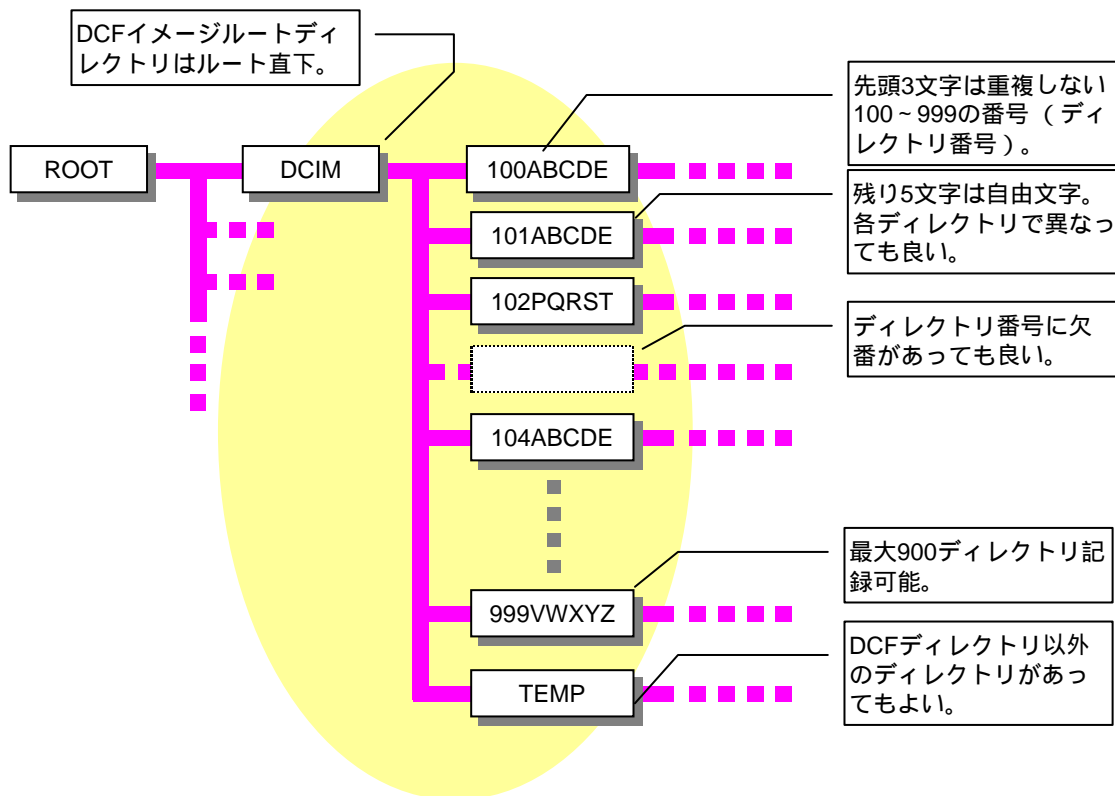 DCFイメージルートディ
レクトリはルート直下。
先頭3文字は重複しない
100~999の番号（ディ
レクトリ番号）。
ROOT
DCIM
100ABCDE
残り5文字は自由文字。
各ディレクトリで異なっ
ても良い。
101ABCDE
102PQRST
ディレクトリ番号に欠
番があっても良い。
104ABCDE
最大900ディレクトリ記
録可能。
999VWXYZ
DCFディレクトリ以外
のディレクトリがあっ
てもよい。
TEMP